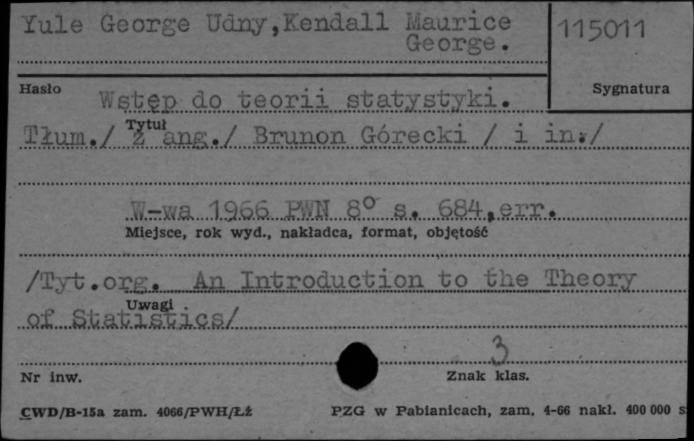 Yule George Udny,Kendall Maurice
George.
115011
Hasło
Sygnatura
Wstęp do teorii statystyki.
Tytuł
Tłum./ z ang./ Brunon Górecki / i in./
W-wa 1966 PWN 8° s. 684,err.
Miejsce, rok wyd., nakładca, format, objętość
/Tyt.org. An Introduction to the Theory
Uwagi
of Statistics/
3
Nr inw.
Znak klas.
CWD/B-15a zam. 4066/PWH/Łż
PZG w Pabianicach, zam. 4-66 nakł. 400 000 s